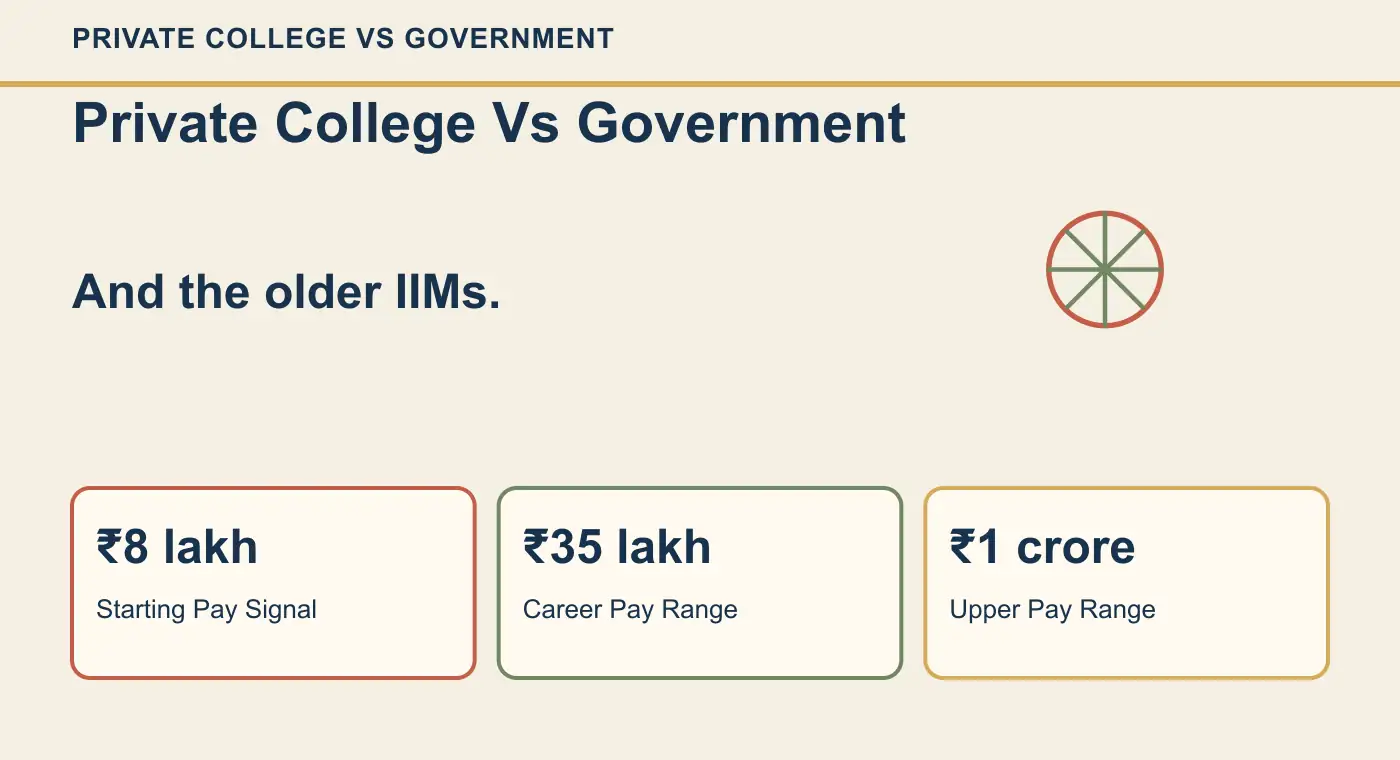 PRIVATE COLLEGE VS GOVERNMENT
Private College Vs Government
And the older IIMs.
₹8 lakh
Starting Pay Signal
₹35 lakh
Career Pay Range
₹1 crore
Upper Pay Range